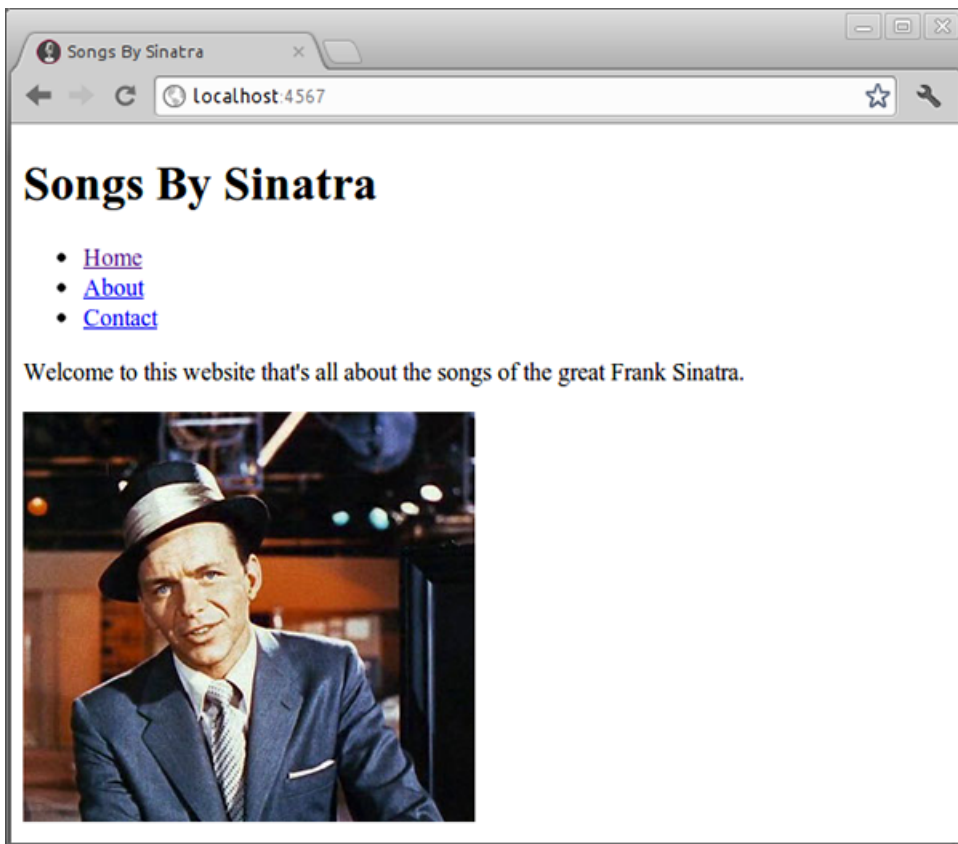 Songs By Sinatra
localhost:4567
Songs By Sinatra
Home
About
Contact
Welcome to this website that's all about the songs of the great Frank Sinatra.